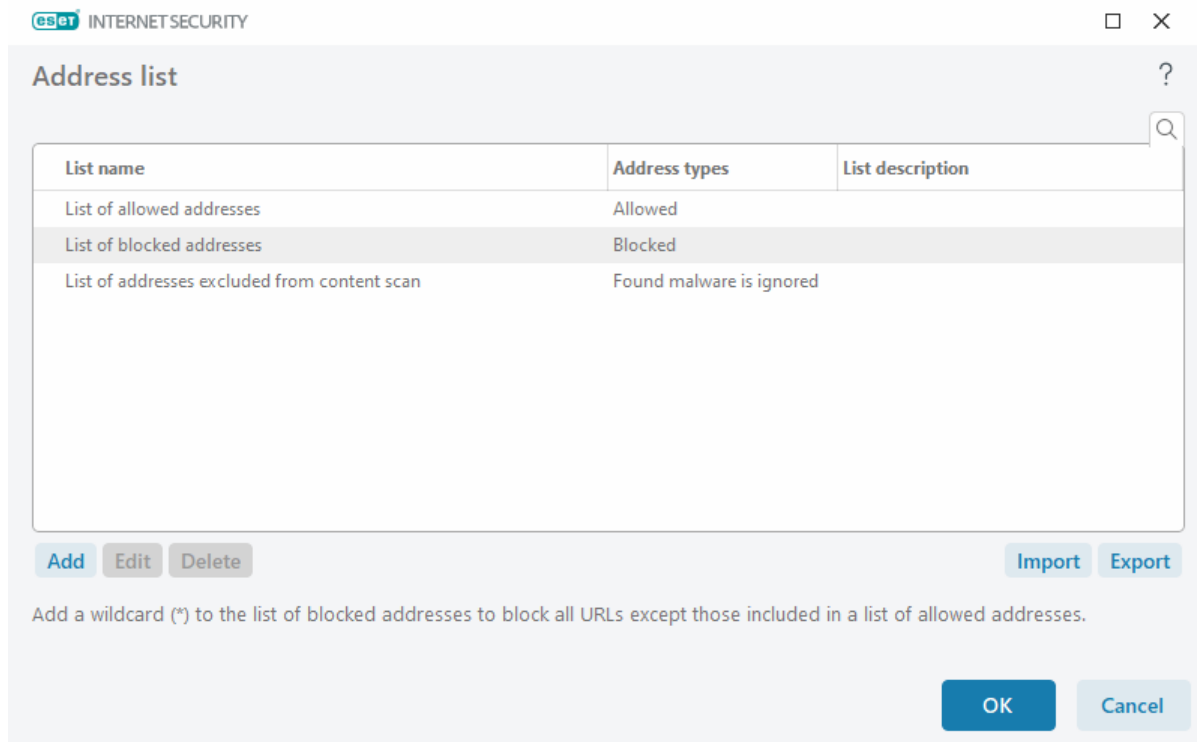 eset INTERNET SECURITY
Address list
?
List name Address types List description
List of allowed addresses Allowed
List of blocked addresses Blocked
List of addresses excluded from content scan Found malware is ignored
Add Edit Delete Import Export
Add a wildcard (*) to the list of blocked addresses to block all URLs except those included in a list of allowed addresses.
OK Cancel